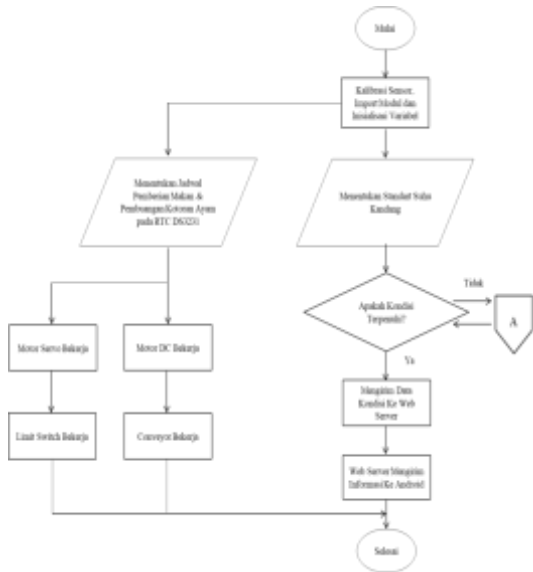 Mulai
Kalibrasi Sensor,
Import Modul dan
Inisialisasi Variabel
Menentukan Jadwal
Pemberian Makan &
Pembuangan Kotoran Ayam
pada RTC DS3231
Menentukan Standart Suhu
Kandang
Apakah Kondisi
Terpenuhi?
Tidak
A
Ya
Motor Servo Bekerja
Motor DC Bekerja
Mengirim Data
Kondisi Ke Web
Server
Limit Switch Bekerja
Conveyor Bekerja
Web Server Mengirim
Informasi Ke Android
Selesai